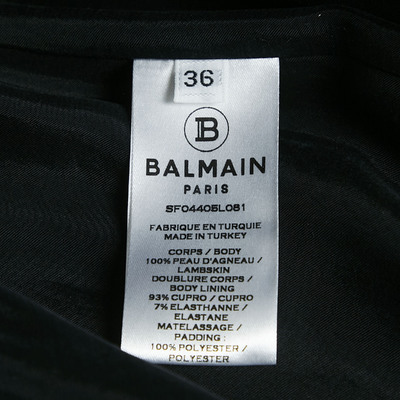 36
B
BALMAIN
PARIS
SF04405L081
FABRIQUE EN TURQUIE
MADE IN TURKEY
CORPS / BODY
100% PEAU D'AGNEAU /
LAMBSKIN
DOUBLURE CORPS /
BODY LINING
93% CUPRO / CUPRO
7% ELASTHANNE /
ELASTANE
MATELASSAGE /
PADDING :
100% POLYESTER /
POLYESTER